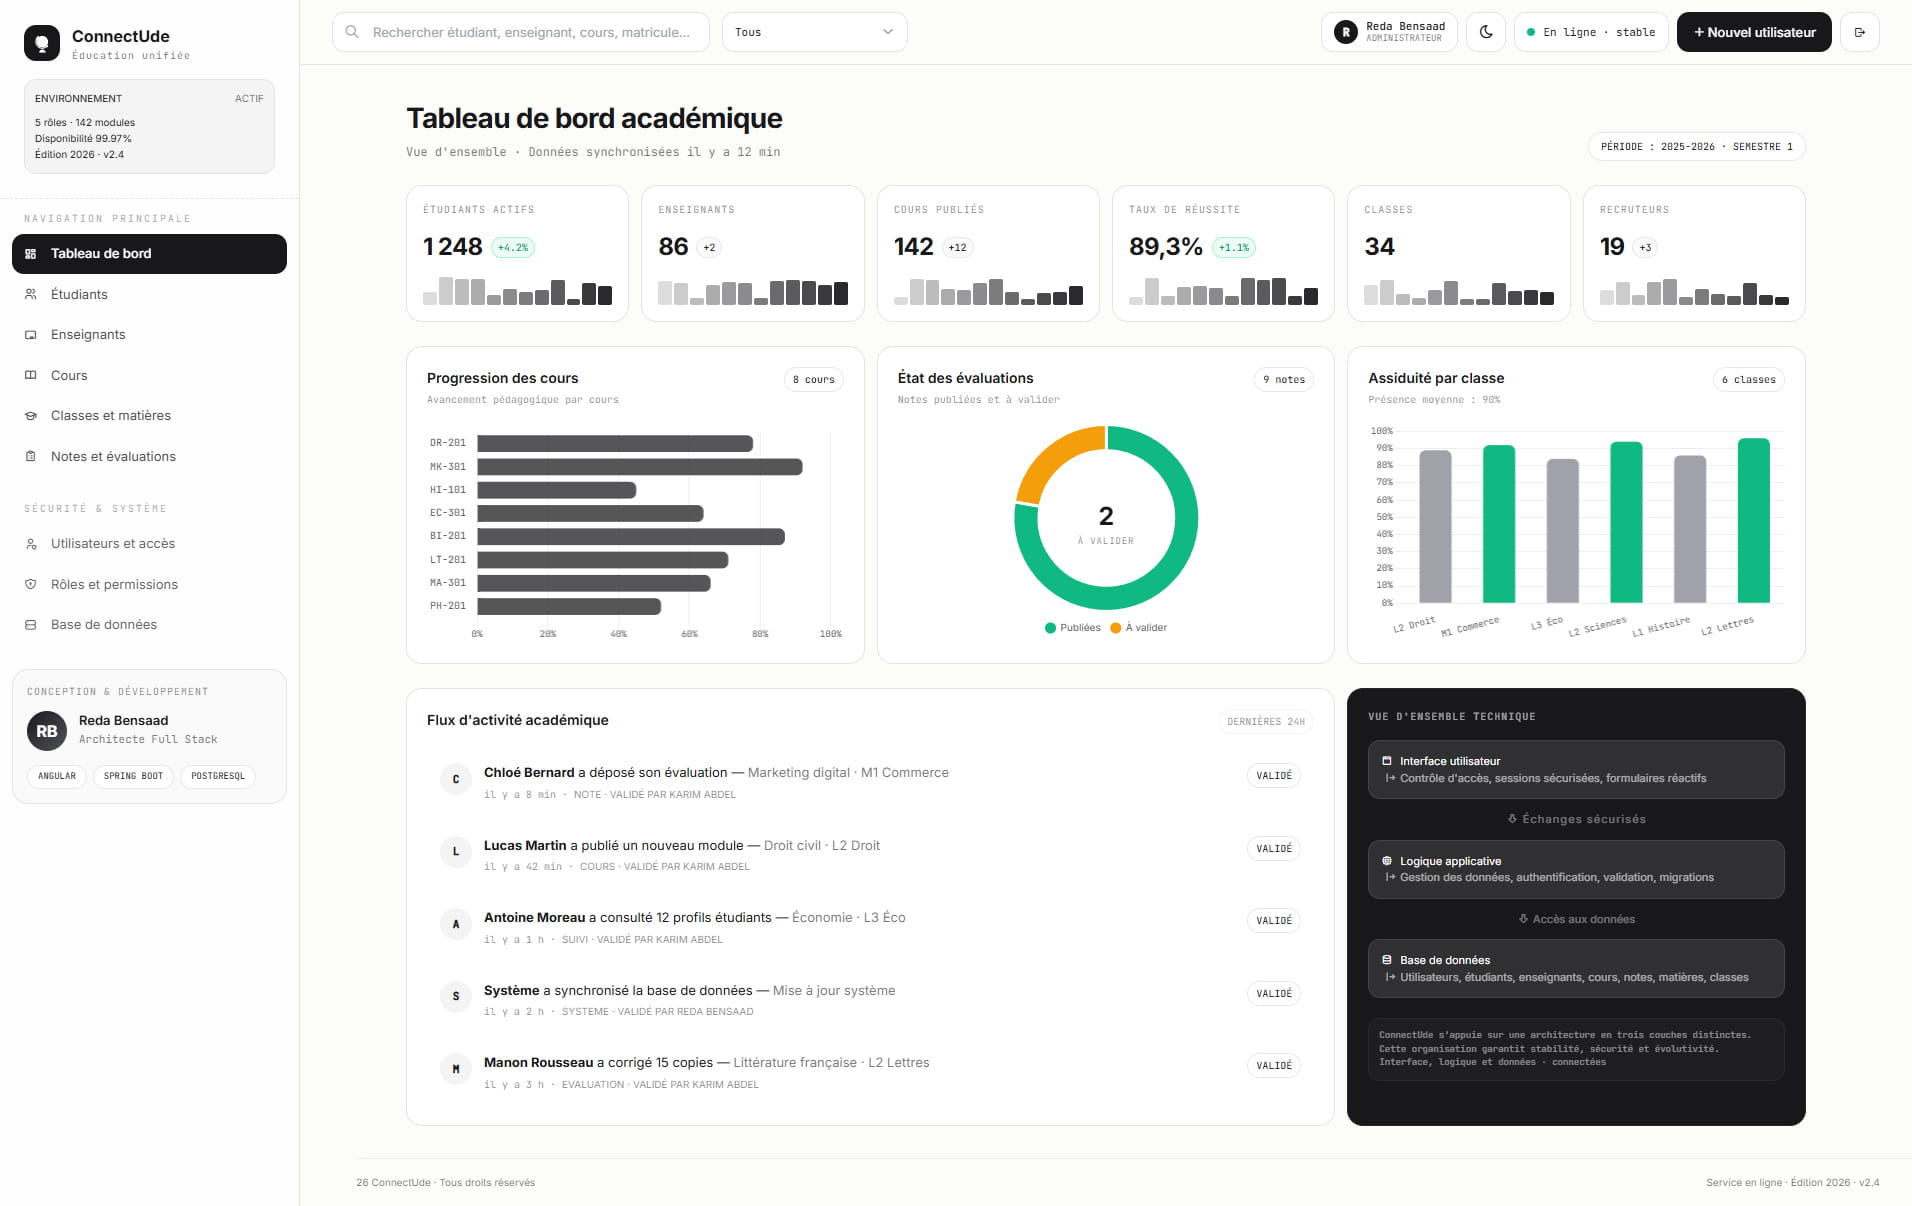 ConnectUde
Éducation unifiée
ENVIRONNEMENT ACTIF
5 rôles · 142 modules
Disponibilité 99.97%
Édition 2026 · v2.4
NAVIGATION PRINCIPALE
Tableau de bord
Étudiants
Enseignants
Cours
Classes et matières
Notes et évaluations
SÉCURITÉ & SYSTÈME
Utilisateurs et accès
Rôles et permissions
Base de données
CONCEPTION & DÉVELOPPEMENT
RB
Reda Bensaad
Architecte Full Stack
ANGULAR SPRING BOOT POSTGRESQL
Rechercher étudiant, enseignant, cours, matricule...
Tous
R
Reda Bensaad
ADMINISTRATEUR
En ligne · stable
+ Nouvel utilisateur
Tableau de bord académique
Vue d'ensemble · Données synchronisées il y a 12 min
PÉRIODE : 2025-2026 · SEMESTRE 1
ÉTUDIANTS ACTIFS
1 248 +4.2%
ENSEIGNANTS
86 +2
COURS PUBLIÉS
142 +12
TAUX DE RÉUSSITE
89,3% +1.1%
CLASSES
34
RECRUTEURS
19 +3
Progression des cours
8 cours
Avancement pédagogique par cours
DR-201
MK-301
HI-101
EC-301
BI-201
LT-201
MA-301
PH-201
0% 20% 40% 60% 80% 100%
État des évaluations
9 notes
Notes publiées et à valider
2
À VALIDER
Publiées À valider
Assiduité par classe
6 classes
Présence moyenne : 90%
100%
90%
80%
70%
60%
50%
40%
30%
20%
10%
0%
L2 Droit M1 Commerce L3 Éco L2 Sciences L1 Histoire L2 Lettres
Flux d'activité académique
DERNIÈRES 24H
C
Chloé Bernard a déposé son évaluation — Marketing digital · M1 Commerce
il y a 8 min · NOTE · VALIDÉ PAR KARIM ABDEL
VALIDÉ
L
Lucas Martin a publié un nouveau module — Droit civil · L2 Droit
il y a 42 min · COURS · VALIDÉ PAR KARIM ABDEL
VALIDÉ
A
Antoine Moreau a consulté 12 profils étudiants — Économie · L3 Éco
il y a 1 h · SUIVI · VALIDÉ PAR KARIM ABDEL
VALIDÉ
S
Système a synchronisé la base de données — Mise à jour système
il y a 2 h · SYSTEME · VALIDÉ PAR REDA BENSAAD
VALIDÉ
M
Manon Rousseau a corrigé 15 copies — Littérature française · L2 Lettres
il y a 3 h · EVALUATION · VALIDÉ PAR KARIM ABDEL
VALIDÉ
VUE D'ENSEMBLE TECHNIQUE
Interface utilisateur
Contrôle d'accès, sessions sécurisées, formulaires réactifs
Échanges sécurisés
Logique applicative
Gestion des données, authentification, validation, migrations
Accès aux données
Base de données
Utilisateurs, étudiants, enseignants, cours, notes, matières, classes
ConnectUde s'appuie sur une architecture en trois couches distinctes.
Cette organisation garantit stabilité, sécurité et évolutivité.
Interface, logique et données · connectées
26 ConnectUde · Tous droits réservés
Service en ligne · Édition 2026 · v2.4